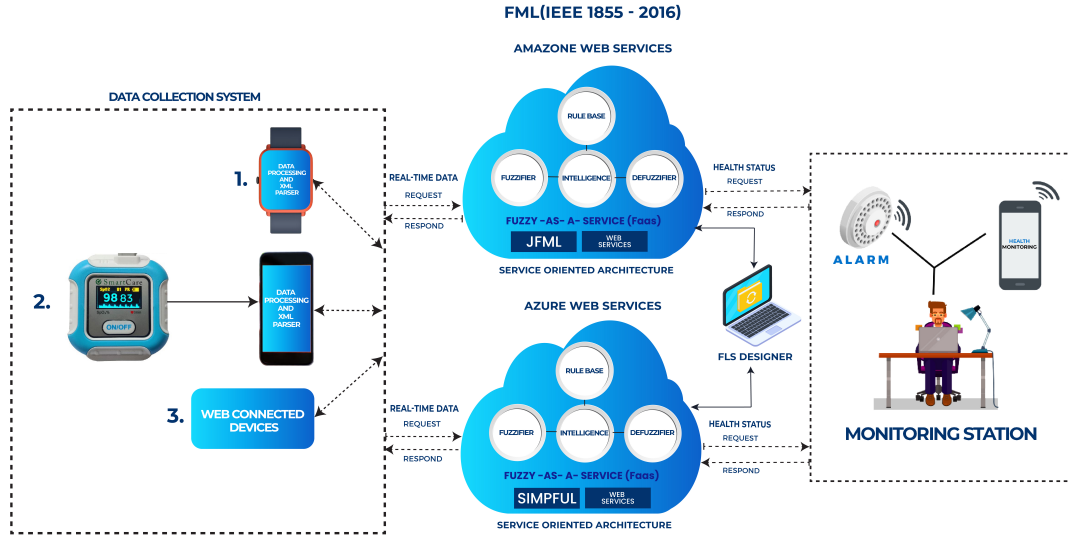 FML(IEEE 1855 - 2016)
AMAZONE WEB SERVICES
DATA COLLECTION SYSTEM
1.
DATA
PROCESSING
AND
XML
PARSER
2.
SmartCare
98 83
ON/OFF
DATA
PROCESSING
AND
XML
PARSER
3.
WEB CONNECTED
DEVICES
REAL-TIME DATA
REQUEST
RESPOND
RULE BASE
FUZZIFIER
INTELLIGENCE
DEFUZZIFIER
FUZZY -AS- A- SERVICE (Faas)
JFML
WEB
SERVICES
SERVICE ORIENTED ARCHITECTURE
HEALTH STATUS
REQUEST
RESPOND
AZURE WEB SERVICES
FLS DESIGNER
REAL-TIME DATA
REQUEST
RESPOND
RULE BASE
FUZZIFIER
INTELLIGENCE
DEFUZZIFIER
FUZZY -AS- A- SERVICE (Faas)
SIMPFUL
WEB
SERVICES
SERVICE ORIENTED ARCHITECTURE
HEALTH STATUS
REQUEST
RESPOND
ALARM
HEALTH
MONITORING
MONITORING STATION